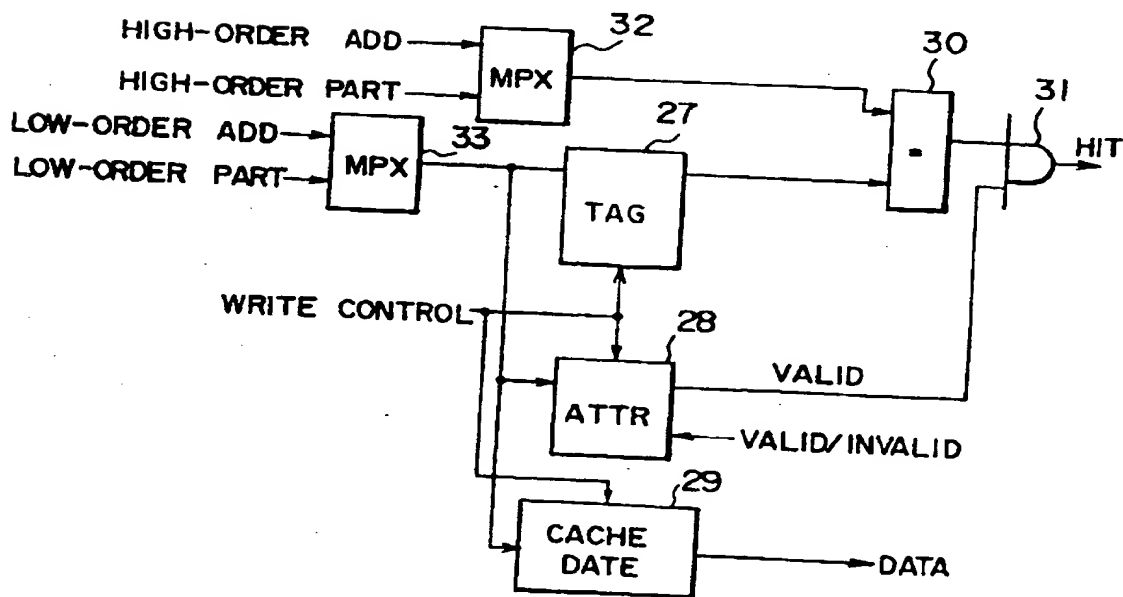 HIGH-ORDER ADD
32
HIGH-ORDER PART
MPX
30
31
LOW-ORDER ADD
33
27
=
HIT
LOW-ORDER PART
MPX
TAG
WRITE CONTROL
28
VALID
ATTR
VALID/INVALID
29
CACHE
DATE
DATA